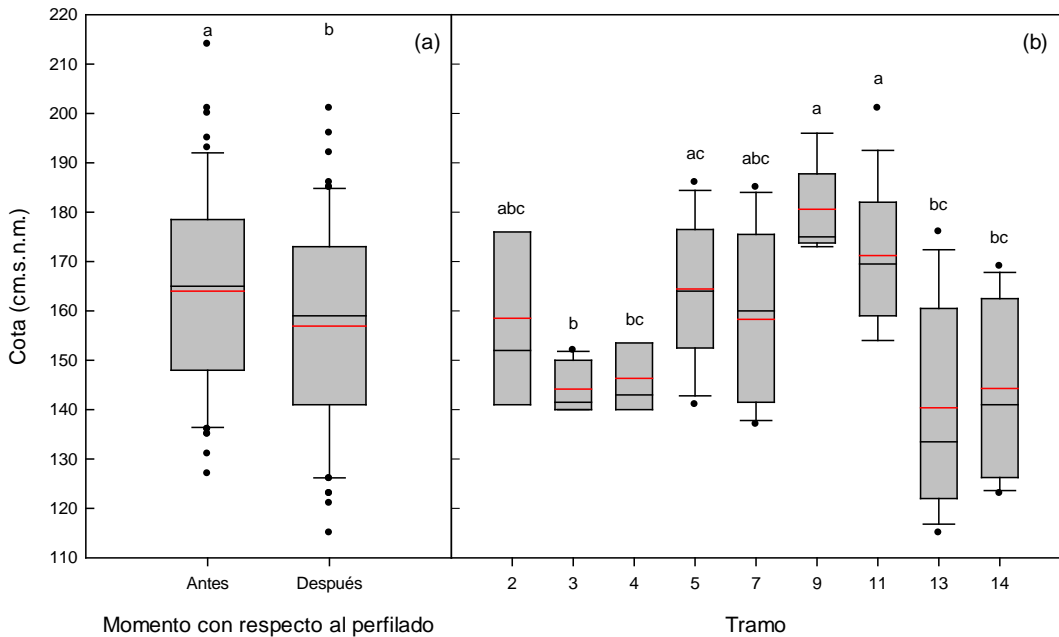 220
210
200
190
180
170
160
150
140
130
120
110
Cota (cm.s.n.m.)
a
b
(a)
Antes
Después
Momento con respecto al perfilado
abc
b
bc
ac
abc
a
a
bc
bc
(b)
2 3 4 5 7 9 11 13 14
Tramo